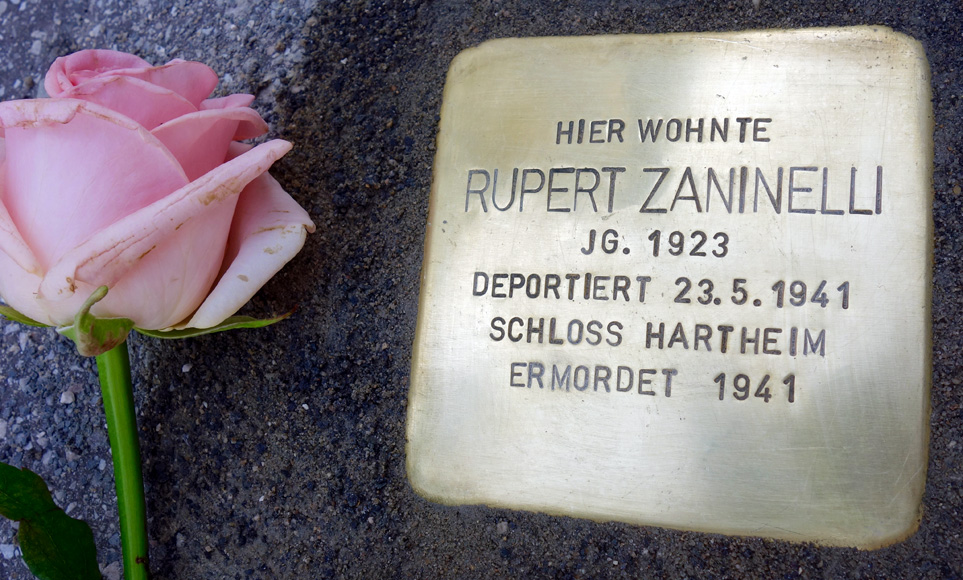 HIER WOHNTE
RUPERT ZANINELLI
JG. 1923
DEPORTIERT 23.5.1941
SCHLOSS HARTHEIM
ERMORDET 1941